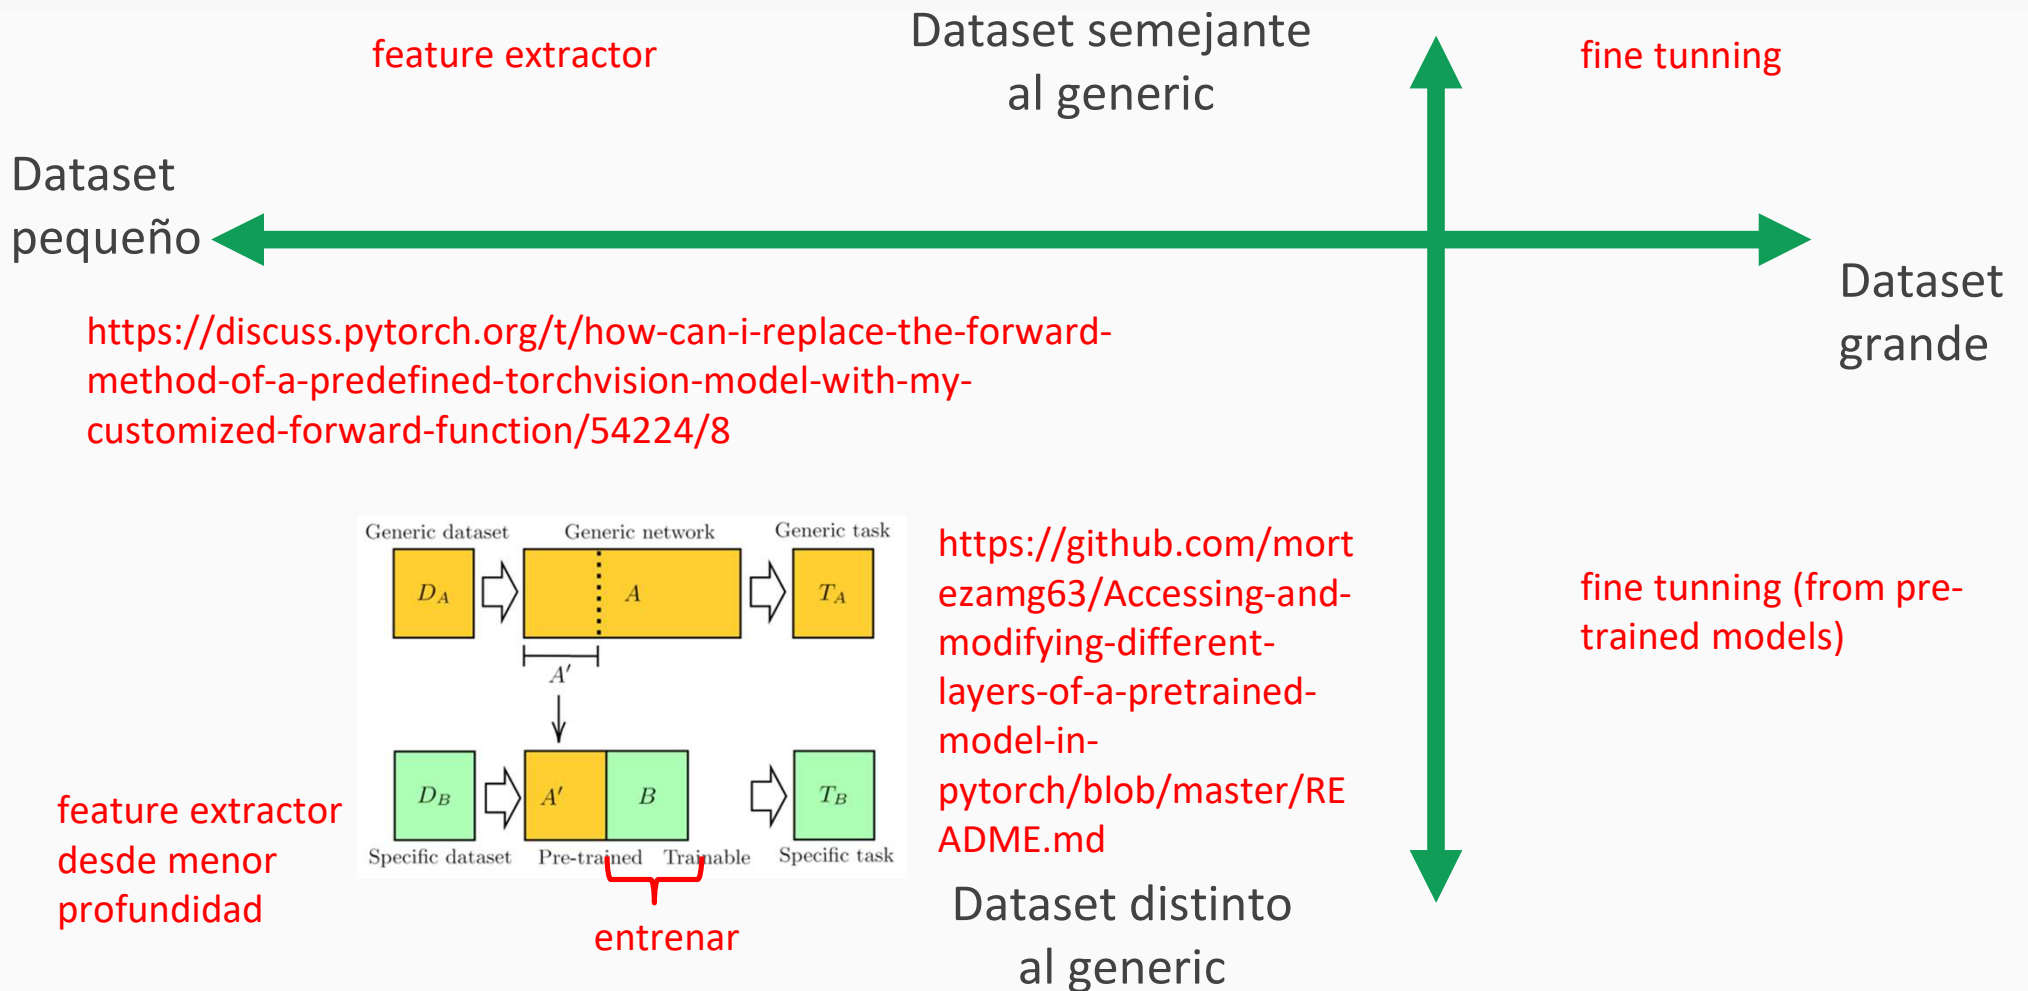 feature extractor
Dataset semejante
al generic
fine tunning
Dataset
pequeño
Dataset
grande
https://discuss.pytorch.org/t/how-can-i-replace-the-forward-
method-of-a-predefined-torchvision-model-with-my-
customized-forward-function/54224/8
Generic dataset
Generic network
Generic task
D_A
A
T_A
A'
D_B
A'
B
T_B
Specific dataset
Pre-trained
Trainable
Specific task
entrenar
feature extractor
desde menor
profundidad
https://github.com/mort
ezamg63/Accessing-and-
modifying-different-
layers-of-a-pretrained-
model-in-
pytorch/blob/master/RE
ADME.md
fine tunning (from pre-
trained models)
Dataset distinto
al generic